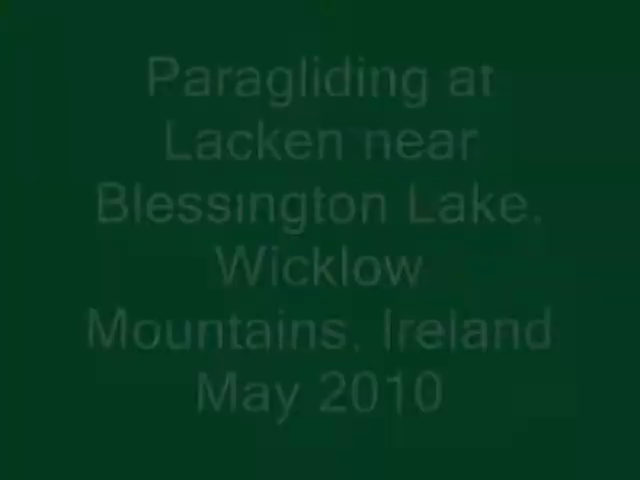 Paragliding at
Lacken near
Blessington Lake,
Wicklow
Mountains, Ireland
May 2010